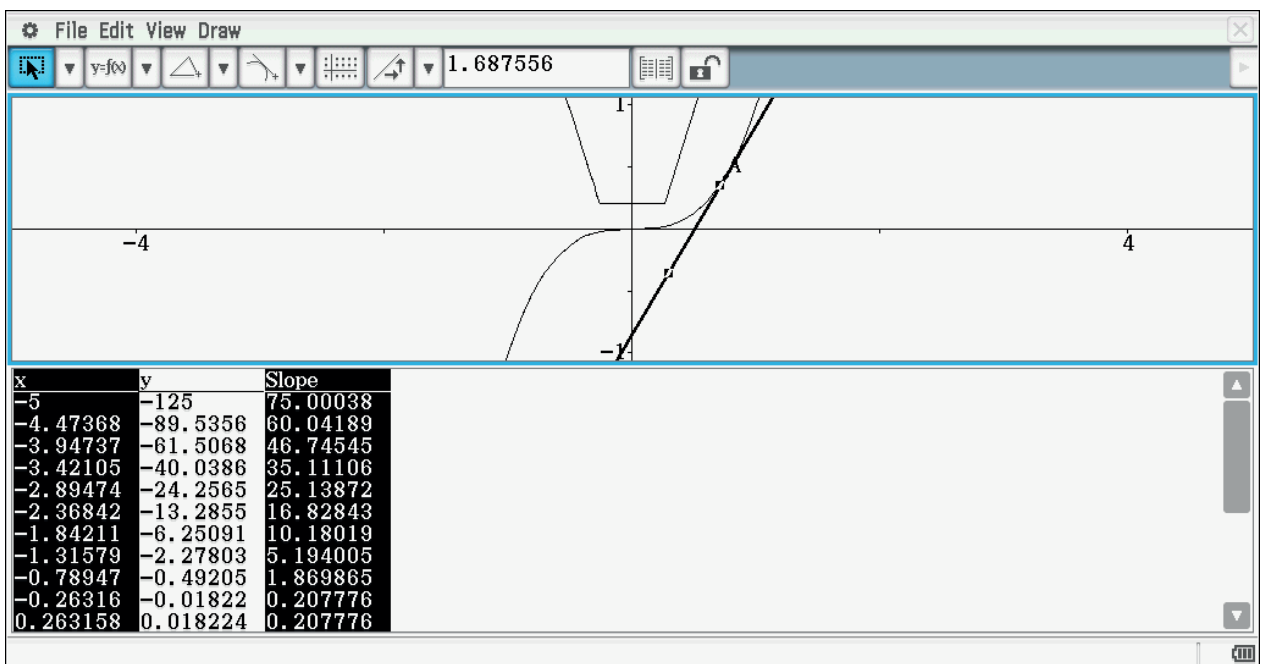 File Edit View Draw
y=f(x) 1.687556
1
A
-4 4
-1
x y Slope
-5 -125 75.00038
-4.47368 -89.5356 60.04189
-3.94737 -61.5068 46.74545
-3.42105 -40.0386 35.11106
-2.89474 -24.2565 25.13872
-2.36842 -13.2855 16.82843
-1.84211 -6.25091 10.18019
-1.31579 -2.27803 5.194005
-0.78947 -0.49205 1.869865
-0.26316 -0.01822 0.207776
0.263158 0.018224 0.207776